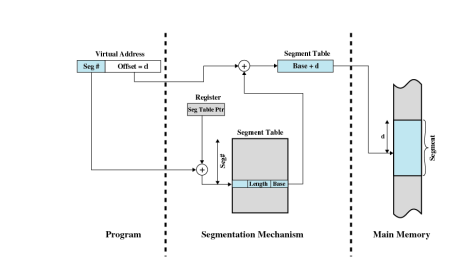 Virtual Address
Segment Table
Seg #
Offset = d
+
Base + d
Register
Seg Table Ptr
Segment Table
Seg#
+
Length
Base
d
Segment
Program
Segmentation Mechanism
Main Memory